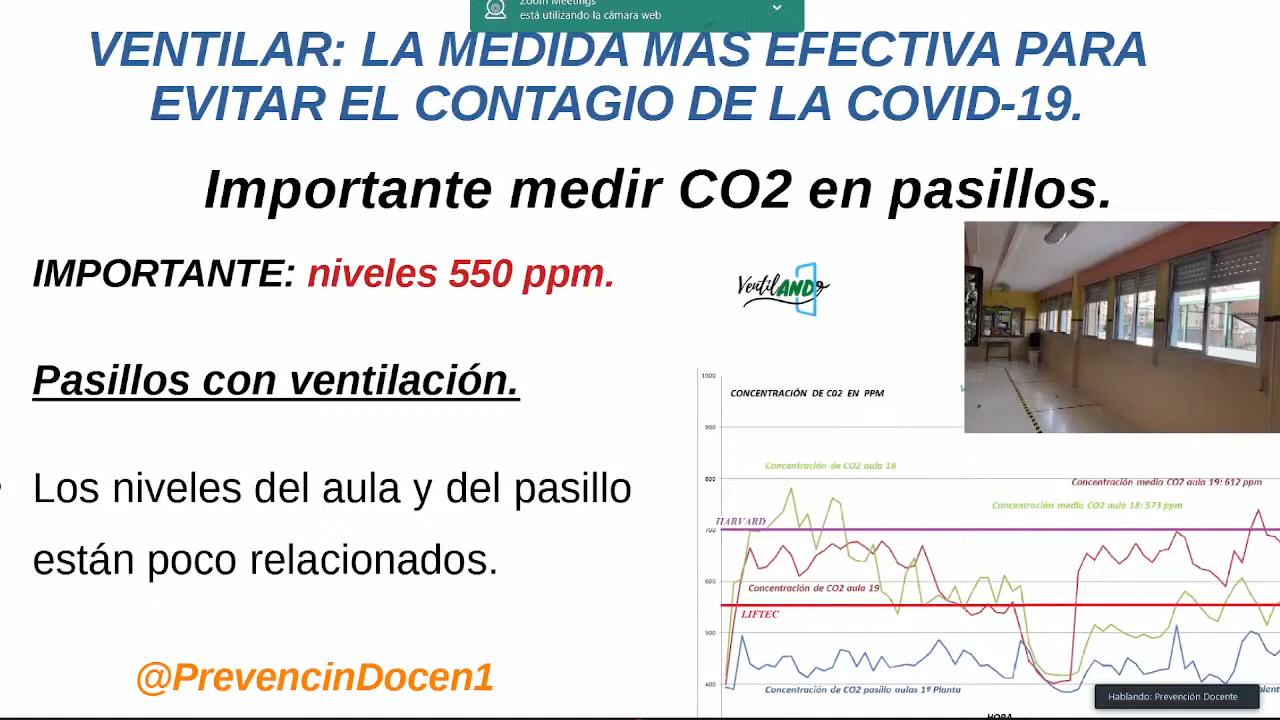 Zoom Meetings
está utilizando la cámara web
VENTILAR: LA MEDIDA MÁS EFECTIVA PARA
EVITAR EL CONTAGIO DE LA COVID-19.
Importante medir CO2 en pasillos.
IMPORTANTE: niveles 550 ppm.
VentilANDo
Pasillos con ventilación.
Los niveles del aula y del pasillo
están poco relacionados.
@PrevencinDocen1
1000
CONCENTRACIÓN DE C02 EN PPM
900
Concentración de CO2 aula 18
800
Concentración media CO2 aula 19: 612 ppm
Concentración media CO2 aula 18: 573 ppm
HARVARD
700
600
Concentración de CO2 aula 19
LIFTEC
500
400
Concentración de CO2 pasillo aulas 1ª Planta
Hablando: Prevención Docente
HORA